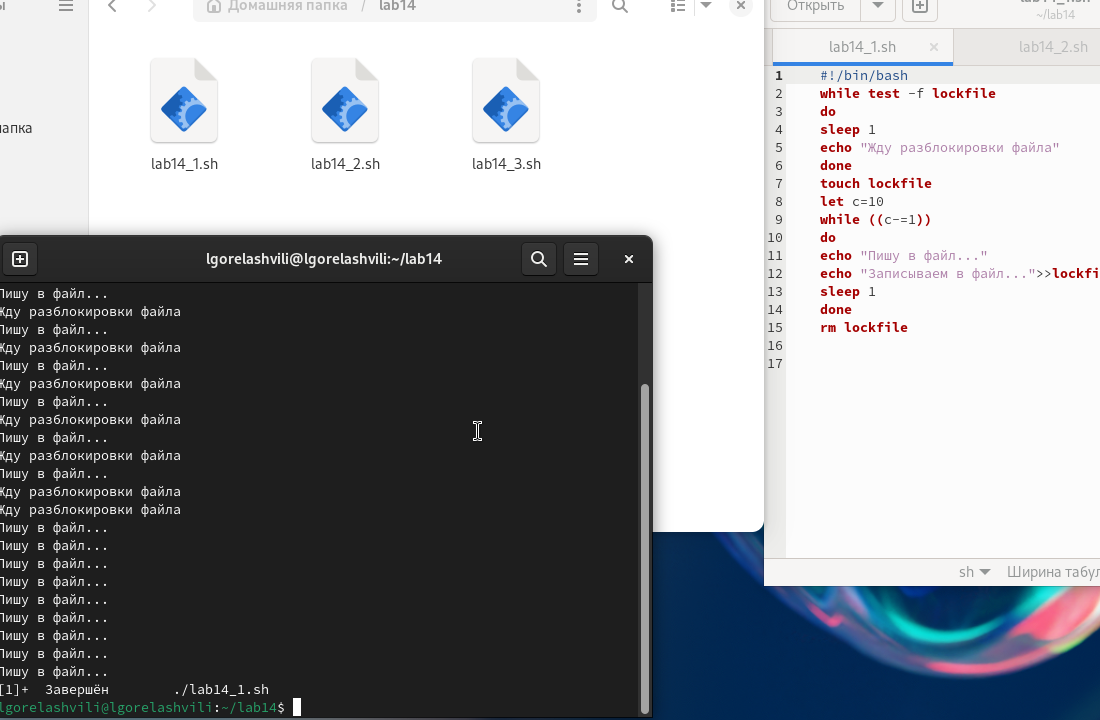 Домашняя папка / lab14
апка
lab14_1.sh
lab14_2.sh
lab14_3.sh
Открыть
~/lab14
lab14_1.sh ×
lab14_2.sh
1 #!/bin/bash
2 while test -f lockfile
3 do
4 sleep 1
5 echo "Жду разблокировки файла"
6 done
7 touch lockfile
8 let c=10
9 while ((c-=1))
10 do
11 echo "Пишу в файл..."
12 echo "Записываем в файл...">>lockfi
13 sleep 1
14 done
15 rm lockfile
16
17
sh Ширина табул
lgorelashvili@lgorelashvili:~/lab14
Пишу в файл...
Жду разблокировки файла
Пишу в файл...
Жду разблокировки файла
Пишу в файл...
Жду разблокировки файла
Пишу в файл...
Жду разблокировки файла
Пишу в файл...
Жду разблокировки файла
Пишу в файл...
Жду разблокировки файла
Жду разблокировки файла
Пишу в файл...
Пишу в файл...
Пишу в файл...
Пишу в файл...
Пишу в файл...
Пишу в файл...
Пишу в файл...
Пишу в файл...
Пишу в файл...
[1]+ Завершён ./lab14_1.sh
lgorelashvili@lgorelashvili:~/lab14$